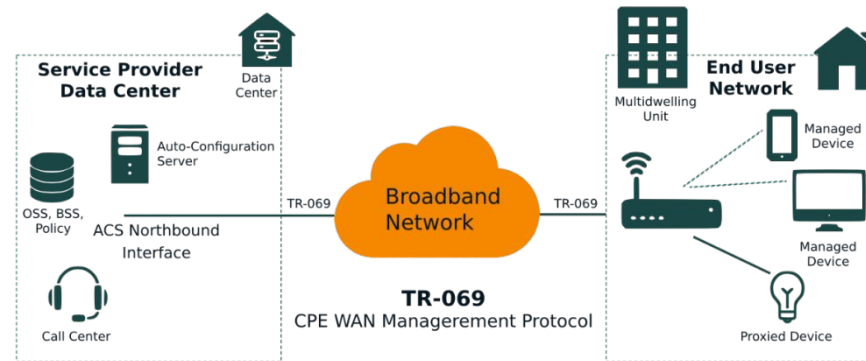 Service Provider
Data Center
Data
Center
Auto-Configuration
Server
OSS, BSS,
Policy
ACS Northbound
Interface
Call Center
TR-069
Broadband
Network
TR-069
TR-069
CPE WAN Managerement Protocol
Multidwelling
Unit
End User
Network
Managed
Device
Managed
Device
Proxied Device